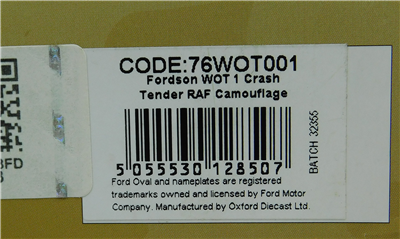 CODE:76WOT001
Fordson WOT 1 Crash
Tender RAF Camouflage
5 055530 128507
BATCH 32355
Ford Oval and nameplates are registered
trademarks owned and licensed by Ford Motor
Company. Manufactured by Oxford Diecast Ltd.